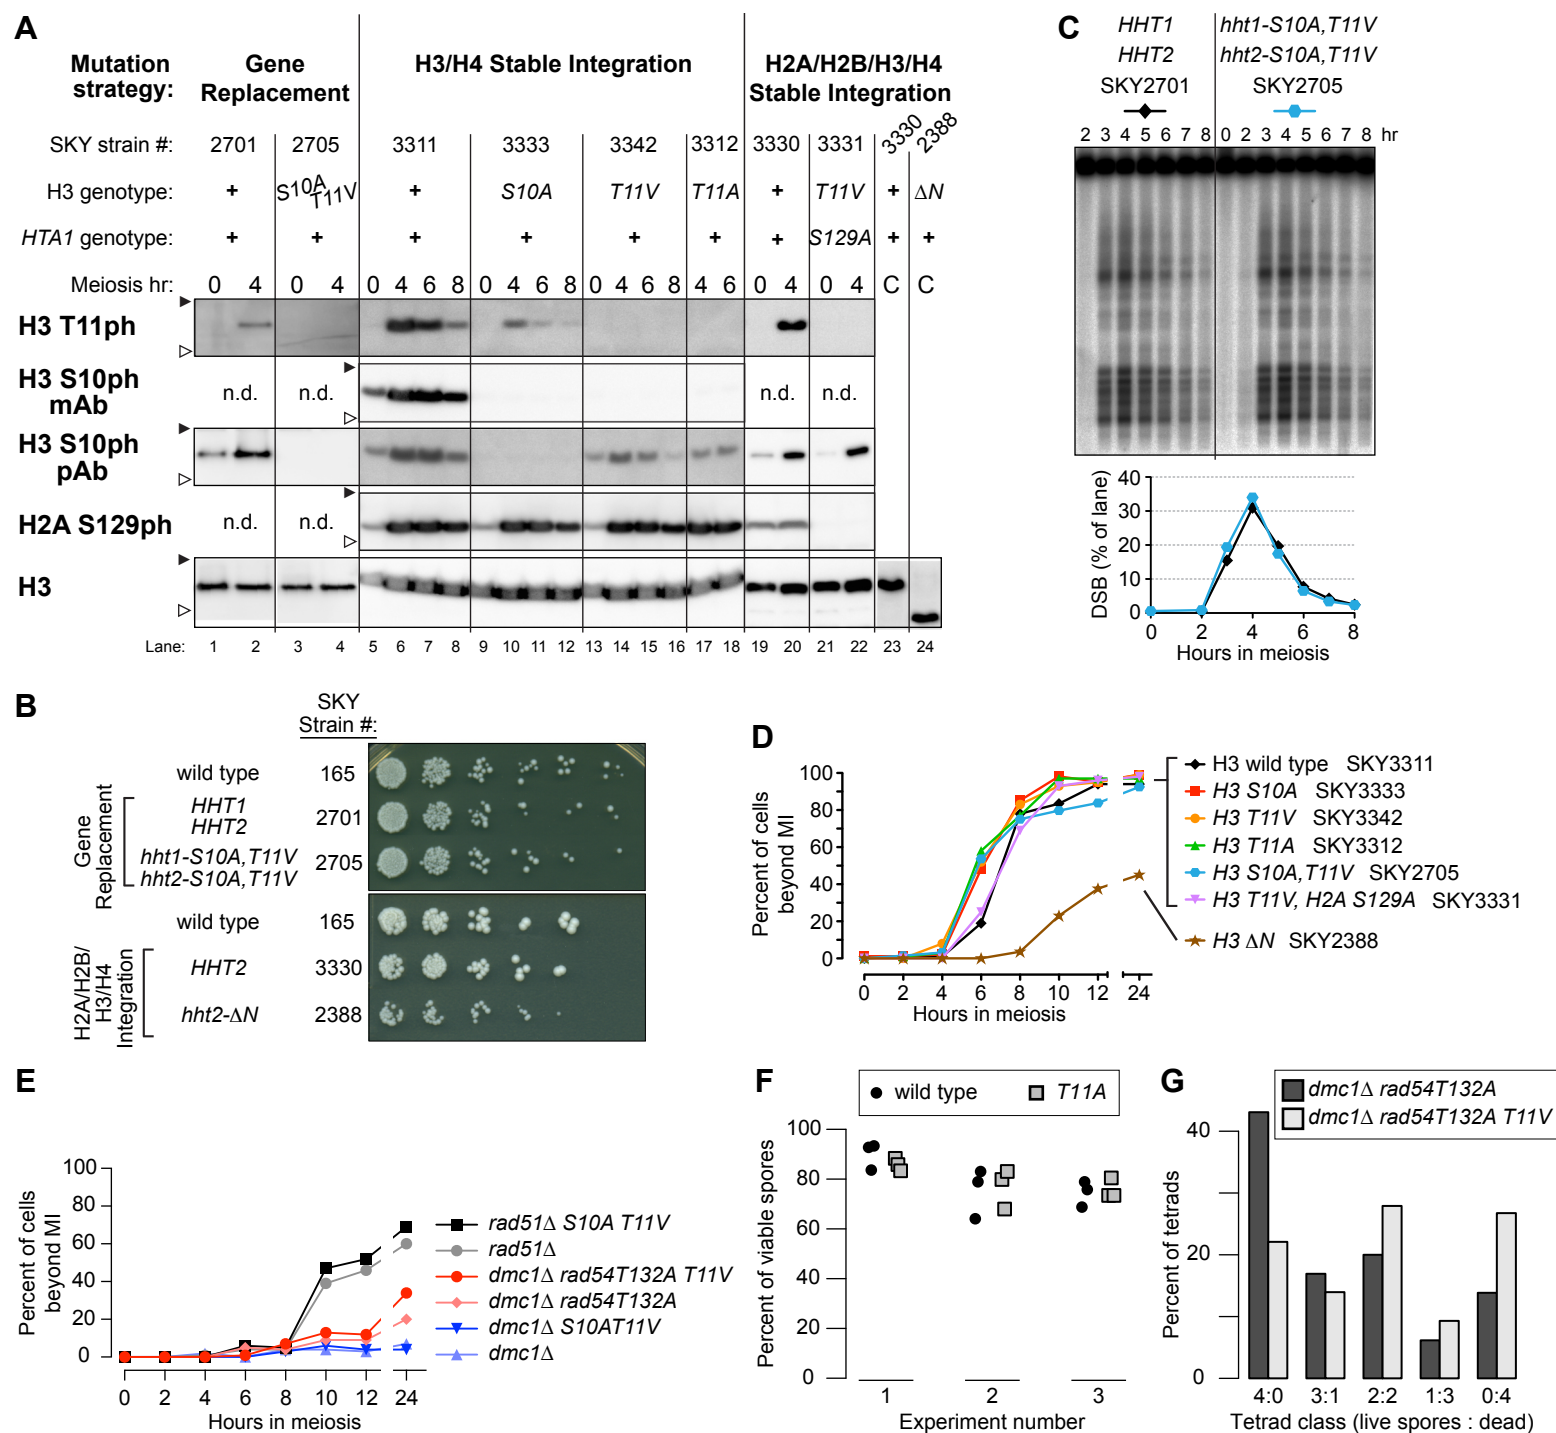 A
Mutation strategy:
Gene Replacement
H3/H4 Stable Integration
H2A/H2B/H3/H4 Stable Integration
SKY strain #: 2701 2705 3311 3333 3342 3312 3330 3331 3330 2388
H3 genotype: + S10A T11V + S10A T11V T11A + T11V + ΔN
HTA1 genotype: + + + + + + + S129A + +
Meiosis hr: 0 4 0 4 0 4 6 8 0 4 6 8 0 4 6 8 4 6 0 4 0 4 C C
H3 T11ph
H3 S10ph mAb n.d. n.d. n.d. n.d.
H3 S10ph pAb
H2A S129ph n.d. n.d.
H3
Lane: 1 2 3 4 5 6 7 8 9 10 11 12 13 14 15 16 17 18 19 20 21 22 23 24
B
SKY Strain #:
wild type 165
Gene Replacement
HHT1 HHT2 2701
hht1-S10A,T11V hht2-S10A,T11V 2705
wild type 165
H2A/H2B/ H3/H4 Integration
HHT2 3330
hht2-ΔN 2388
C
HHT1 hht1-S10A,T11V
HHT2 hht2-S10A,T11V
SKY2701 SKY2705
2 3 4 5 6 7 8 0 2 3 4 5 6 7 8 hr
DSB (% of lane)
40
30
20
10
0
0 2 4 6 8
Hours in meiosis
D
Percent of cells beyond MI
100
80
60
40
20
0
0 2 4 6 8 10 12 24
Hours in meiosis
H3 wild type SKY3311
H3 S10A SKY3333
H3 T11V SKY3342
H3 T11A SKY3312
H3 S10A,T11V SKY2705
H3 T11V, H2A S129A SKY3331
H3 ΔN SKY2388
E
Percent of cells beyond MI
100
80
60
40
20
0
0 2 4 6 8 10 12 24
Hours in meiosis
rad51Δ S10A T11V
rad51Δ
dmc1Δ rad54T132A T11V
dmc1Δ rad54T132A
dmc1Δ S10AT11V
dmc1Δ
F
wild type T11A
Percent of viable spores
100
80
60
40
20
0
1 2 3
Experiment number
G
dmc1Δ rad54T132A
dmc1Δ rad54T132A T11V
Percent of tetrads
40
20
0
4:0 3:1 2:2 1:3 0:4
Tetrad class (live spores : dead)